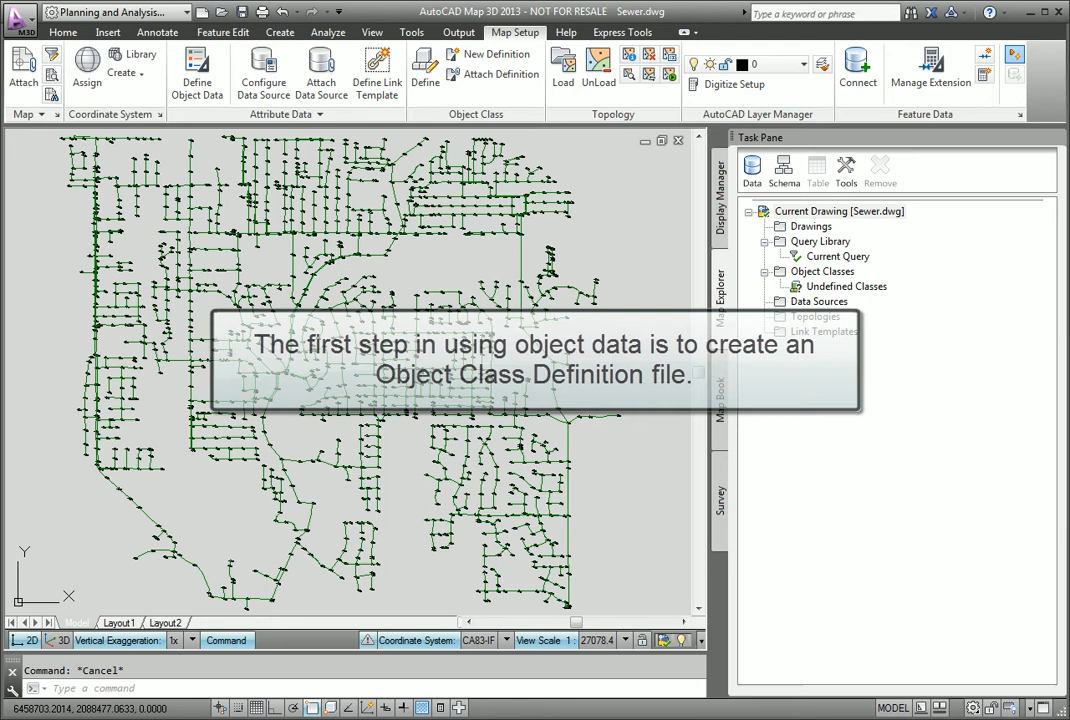 Planning and Analysis...
AutoCAD Map 3D 2013 - NOT FOR RESALE Sewer.dwg
Type a keyword or phrase
M3D
Home
Insert
Annotate
Feature Edit
Create
Analyze
View
Tools
Output
Map Setup
Help
Express Tools
Attach
Library
Assign
Create
Define
Object Data
Configure
Data Source
Attach
Data Source
Define Link
Template
Define
New Definition
Attach Definition
Load
UnLoad
0
Digitize Setup
Connect
Manage Extension
Map
Coordinate System
Attribute Data
Object Class
Topology
AutoCAD Layer Manager
Feature Data
Task Pane
Data
Schema
Table
Tools
Remove
Display Manager
Map Explorer
Map Book
Survey
Current Drawing [Sewer.dwg]
Drawings
Query Library
Current Query
Object Classes
Undefined Classes
Data Sources
Topologies
Link Templates
The first step in using object data is to create an
Object Class Definition file.
Y
X
Model
Layout1
Layout2
2D
3D
Vertical Exaggeration:
1x
Command
Coordinate System:
CA83-IF
View Scale 1 :
27078.4
Command: *Cancel*
Type a command
6458703.2014, 2088477.0633, 0.0000
MODEL